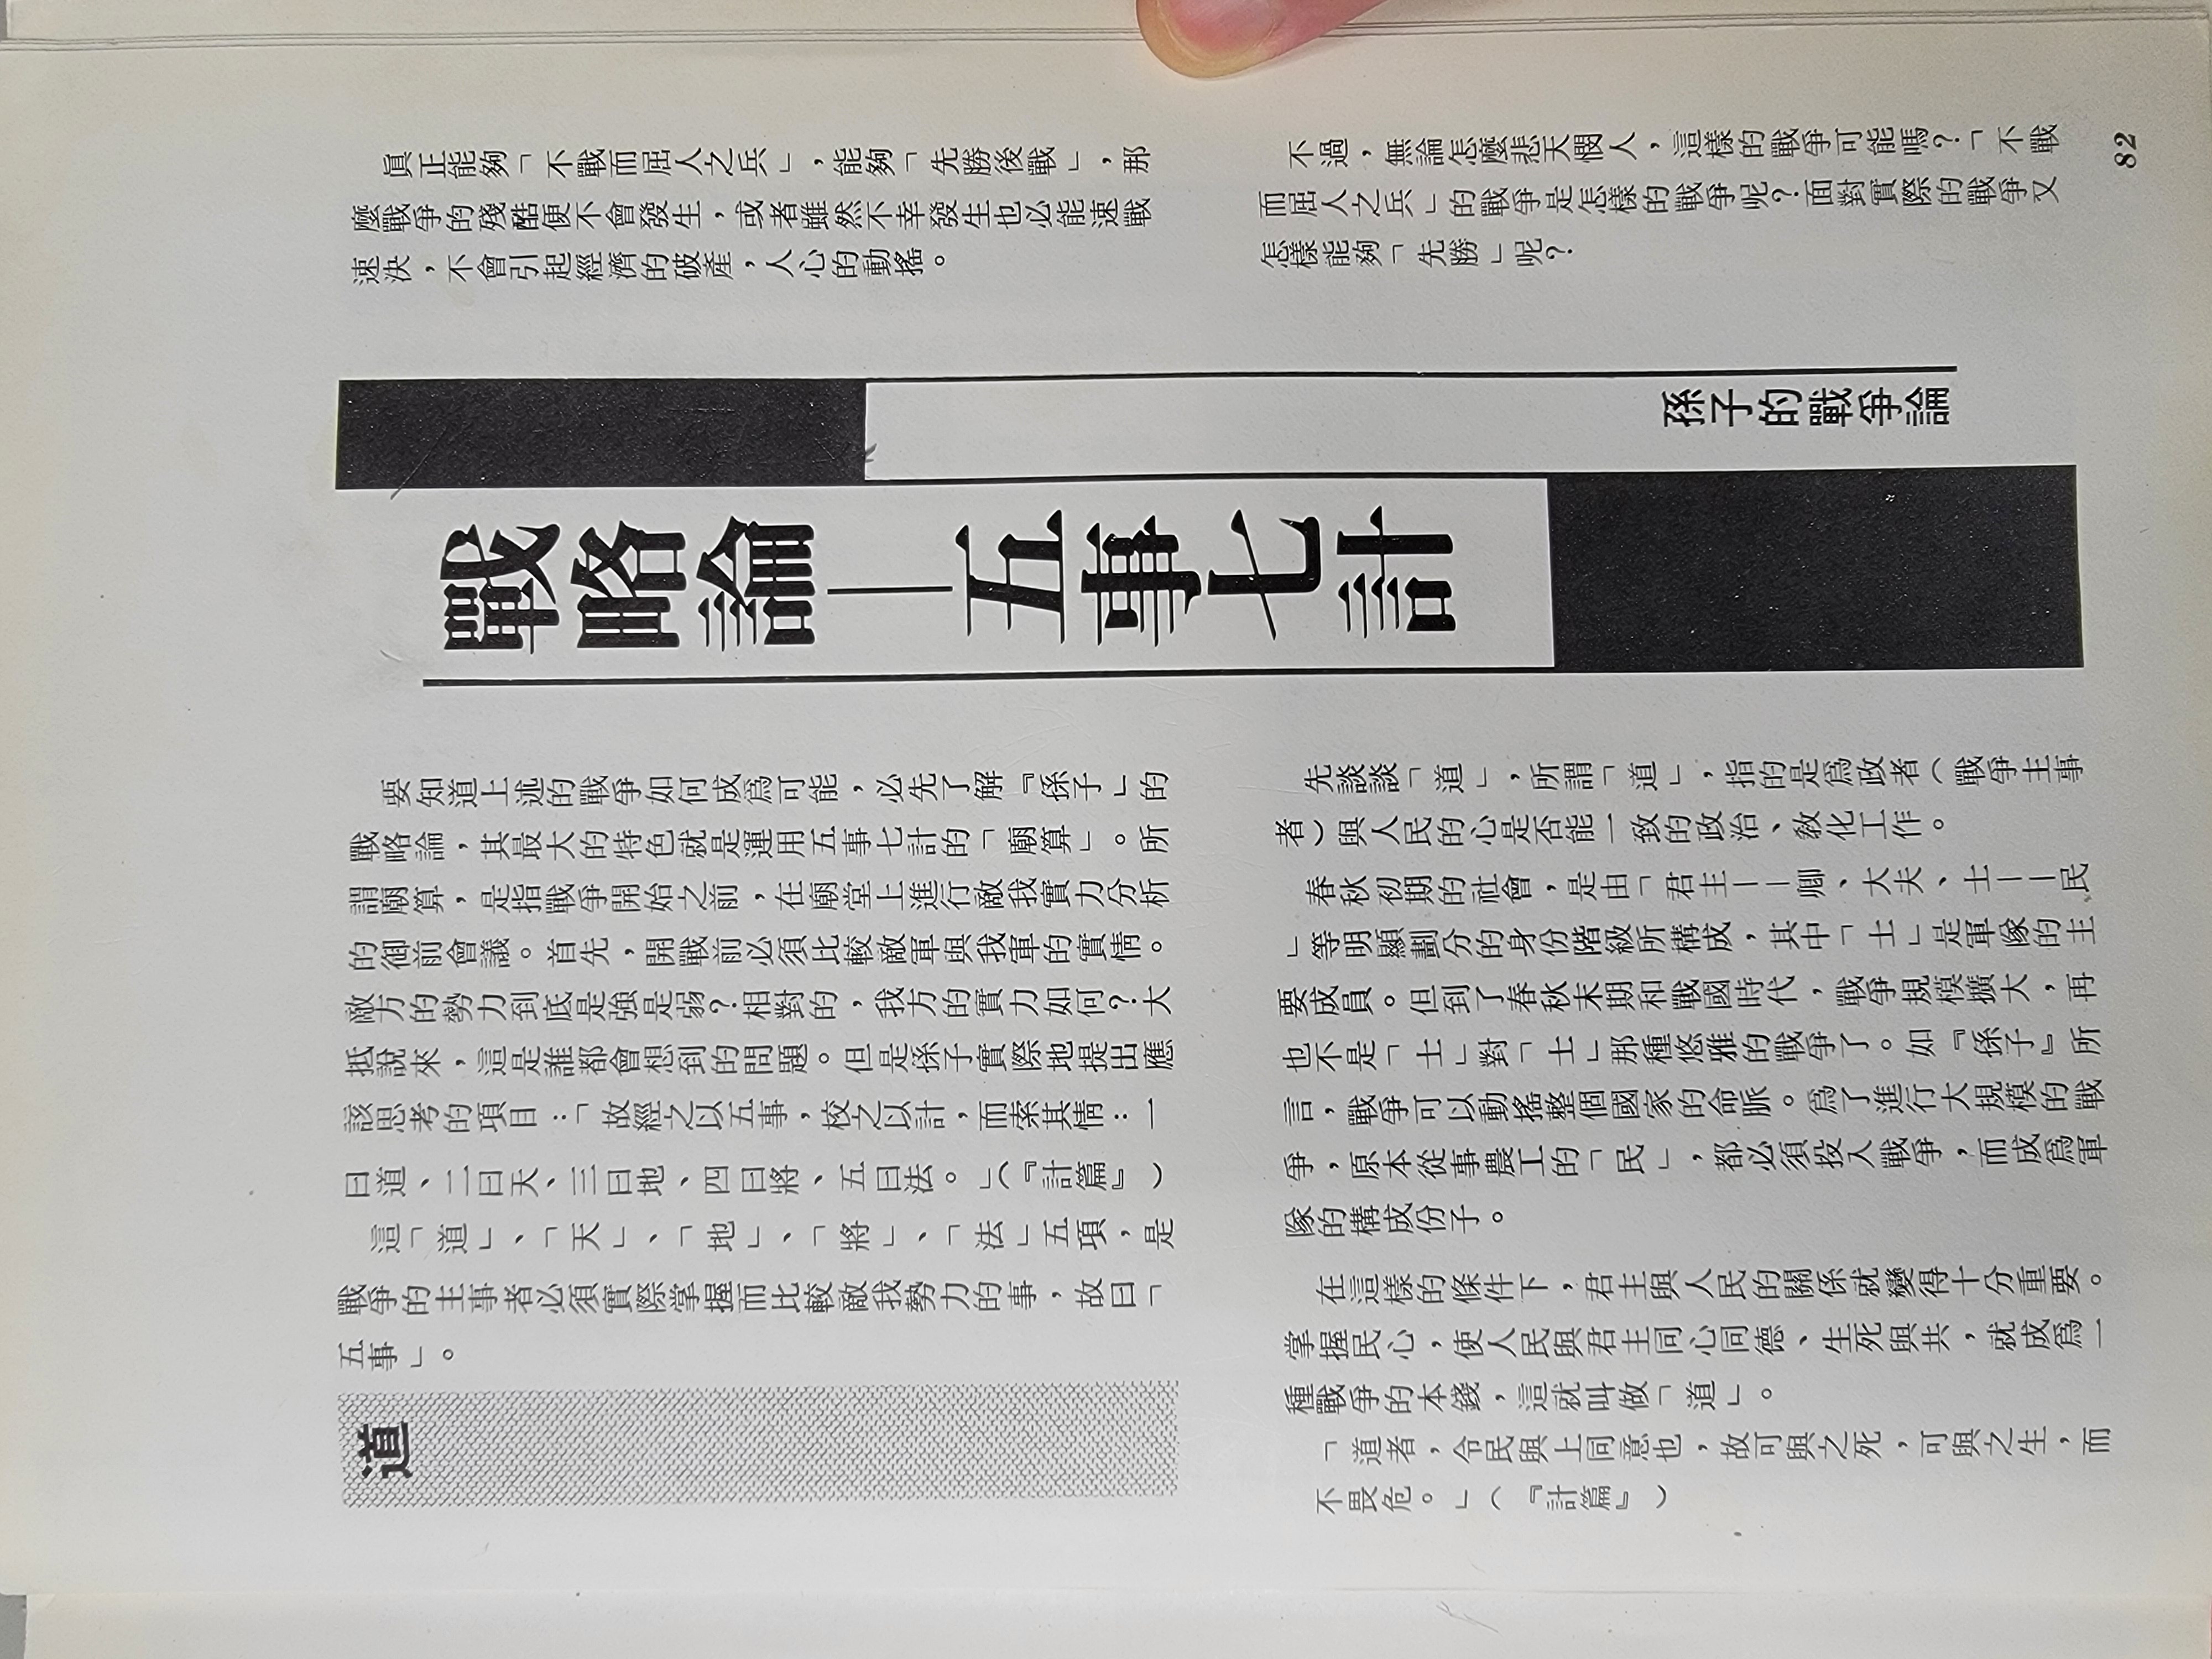 眞正能夠「不戰而屈人之兵」，能夠「先勝後戰」，那
麼戰爭的殘酷便不會發生，或者雖然不幸發生也必能速戰
速決，不會引起經濟的破產，人心的動搖。
不過，無論怎麼悲天憫人，這樣的戰爭可能嗎？「不戰
而屈人之兵」的戰爭是怎樣的戰爭呢？面對實際的戰爭又
怎樣能夠「先勝」呢？
孫子的戰爭論
戰略論——五事七計
要知道上述的戰爭如何成爲可能，必先了解『孫子」的
戰略論，其最大的特色就是運用五事七計的「廟算」。所
謂廟算，是指戰爭開始之前，在廟堂上進行敵我實力分析
的御前會議。首先，開戰前必須比較敵軍與我軍的實情。
敵方的勢力到底是強是弱？相對的，我方的實力如何？大
抵說來，這是誰都會想到的問題。但是孫子實際地提出應
該思考的項目：「故經之以五事，校之以計，而索其情：一
曰道、二曰天、三曰地、四曰將、五曰法。」（『計篇』）
這「道」、「天」、「地」、「將」、「法」五項，是
戰爭的主事者必須實際掌握而比較敵我勢力的事，故曰「
五事」。
道
先談談「道」，所謂「道」，指的是爲政者（戰爭主事
者）與人民的心是否能一致的政治、敎化工作。
春秋初期的社會，是由「君主——卿、大夫、士——民
」等明顯劃分的身份階級所構成，其中「士」是軍隊的主
要成員。但到了春秋末期和戰國時代，戰爭規模擴大，再
也不是「士」對「士」那種悠雅的戰爭了。如『孫子』所
言，戰爭可以動搖整個國家的命脈。爲了進行大規模的戰
爭，原本從事農工的「民」，都必須投入戰爭，而成爲軍
隊的構成份子。
在這樣的條件下，君主與人民的關係就變得十分重要。
掌握民心，使人民與君主同心同德、生死與共，就成爲一
種戰爭的本錢，這就叫做「道」。
「道者，令民與上同意也，故可與之死，可與之生，而
不畏危。」（『計篇』）
82